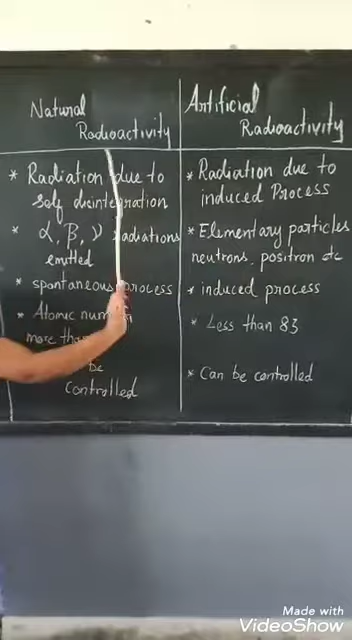 Natural
Radioactivity
* Radiation due to
self disintegration
* α, β, γ radiations
emitted
* spontaneous process
* Atomic num
more tha
be
controlled
Artificial
Radioactivity
* Radiation due to
induced Process
* Elementary particles
neutrons, positron etc
* induced process
* Less than 83
* Can be controlled
Made with
VideoShow